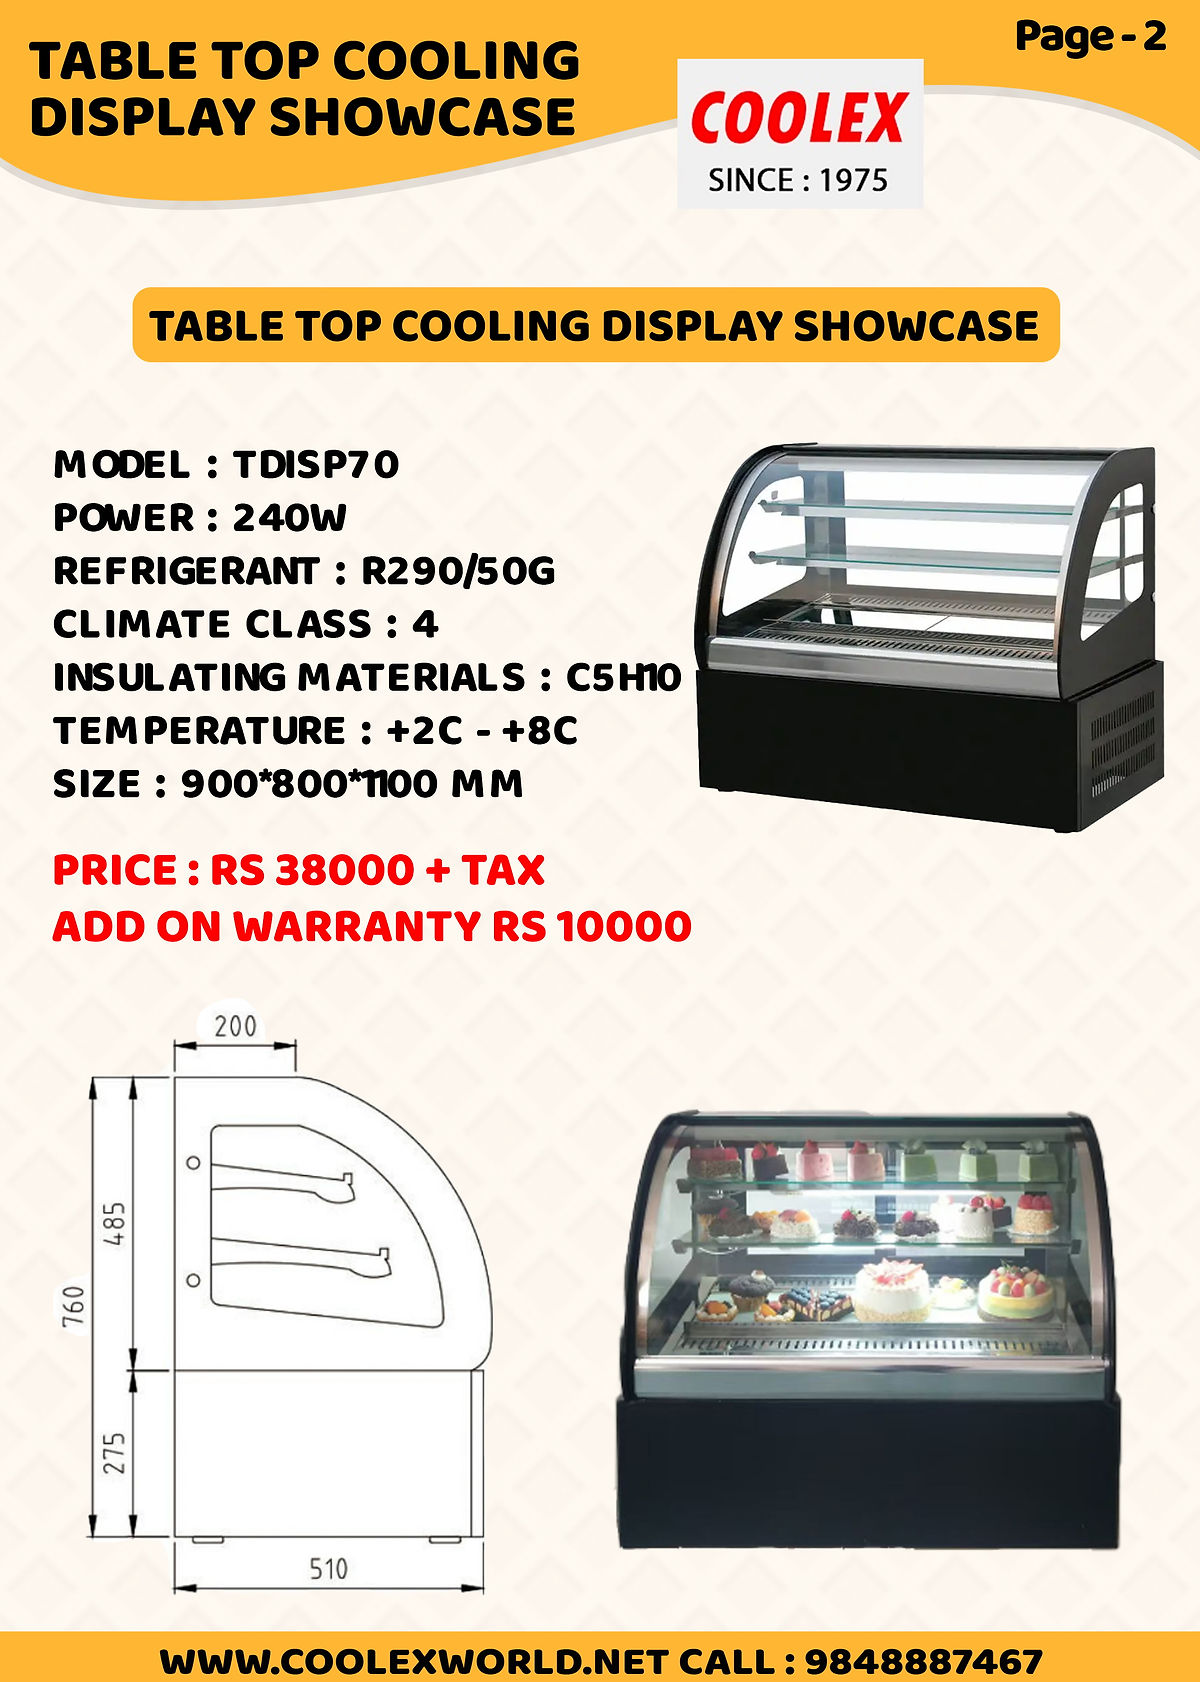 TABLE TOP COOLING
DISPLAY SHOWCASE
Page - 2
COOLEX
SINCE : 1975
TABLE TOP COOLING DISPLAY SHOWCASE
MODEL : TDISP70
POWER : 240W
REFRIGERANT : R290/50G
CLIMATE CLASS : 4
INSULATING MATERIALS : C5H10
TEMPERATURE : +2C - +8C
SIZE : 900*800*1100 MM
PRICE : RS 38000 + TAX
ADD ON WARRANTY RS 10000
200
485
760
275
510
WWW.COOLEXWORLD.NET CALL : 9848887467